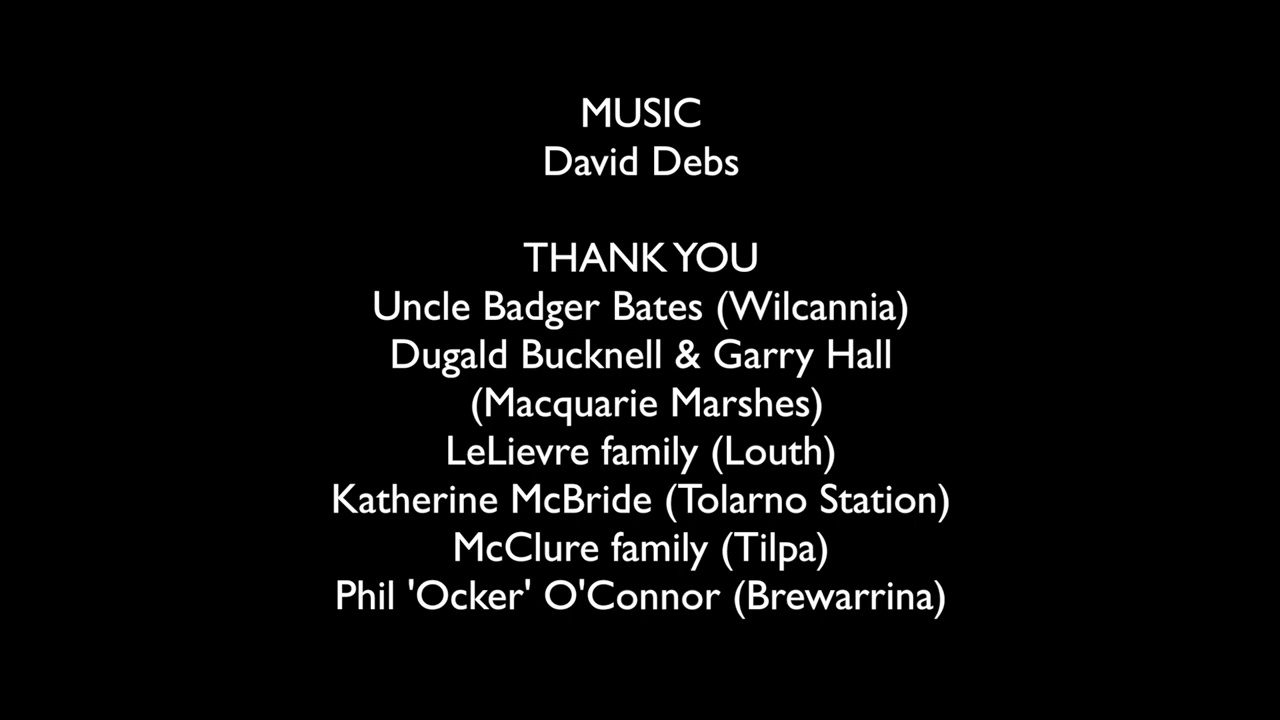 MUSIC
David Debs
THANK YOU
Uncle Badger Bates (Wilcannia)
Dugald Bucknell & Garry Hall
(Macquarie Marshes)
LeLievre family (Louth)
Katherine McBride (Tolarno Station)
McClure family (Tilpa)
Phil 'Ocker' O'Connor (Brewarrina)